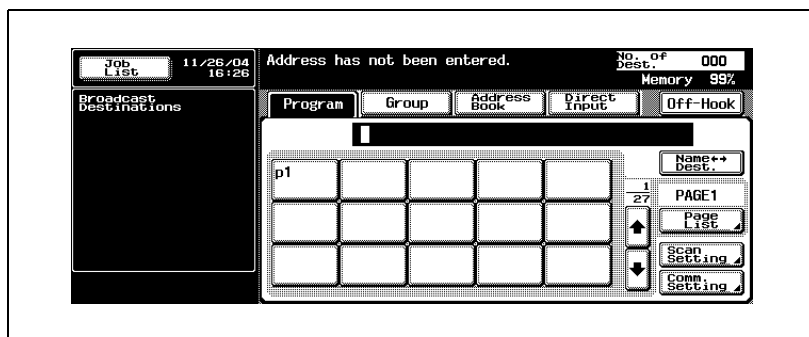 Job List
11/26/04
16:26
Address has not been entered.
No. of Dest. 000
Memory 99%
Broadcast
Destinations
Program
Group
Address Book
Direct Input
Off-Hook
Name↔ Dest.
p1
1
27
PAGE1
Page List
Scan Setting
Comm. Setting